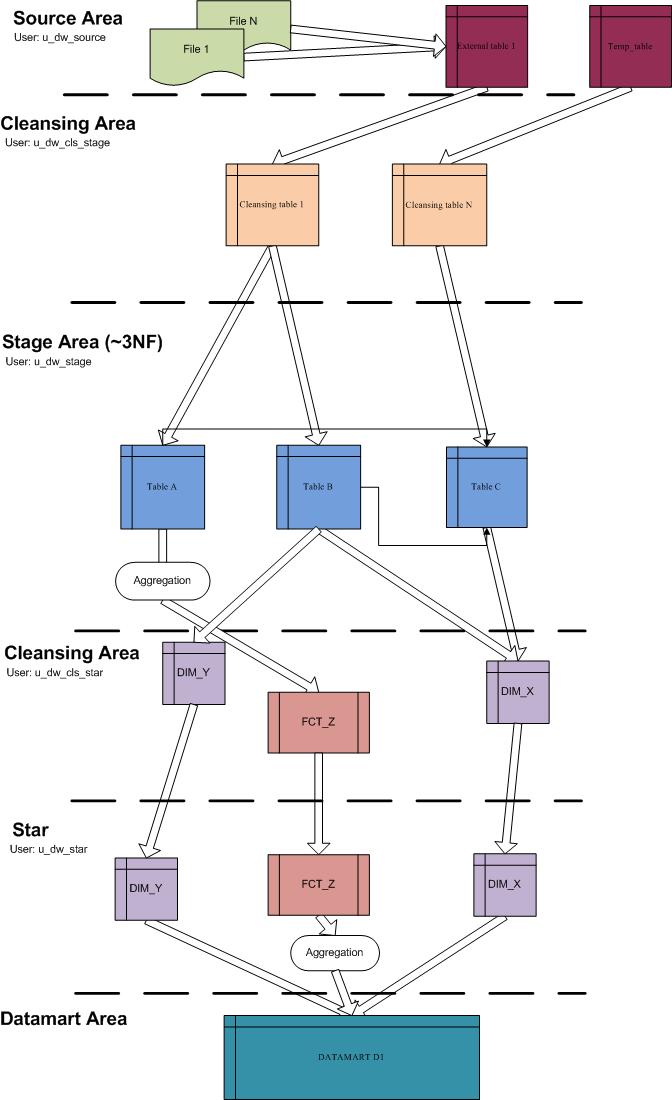 Source Area
User: u_dw_source
File N
File 1
External table 1
Temp_table
Cleansing Area
User: u_dw_cls_stage
Cleansing table 1
Cleansing table N
Stage Area (~3NF)
User: u_dw_stage
Table A
Table B
Table C
Aggregation
Cleansing Area
User: u_dw_cls_star
DIM_Y
FCT_Z
DIM_X
Star
User: u_dw_star
DIM_Y
FCT_Z
DIM_X
Aggregation
Datamart Area
DATAMART D1